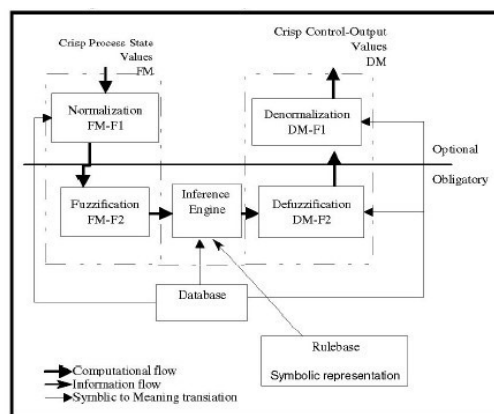 Crisp Process State
Values
FM
Crisp Control-Output
Values
DM
Normalization
FM-F1
Denormalization
DM-F1
Optional
Obligatory
Fuzzification
FM-F2
Inference
Engine
Defuzzification
DM-F2
Database
Rulebase
Symbolic representation
Computational flow
Information flow
Symblic to Meaning transiation